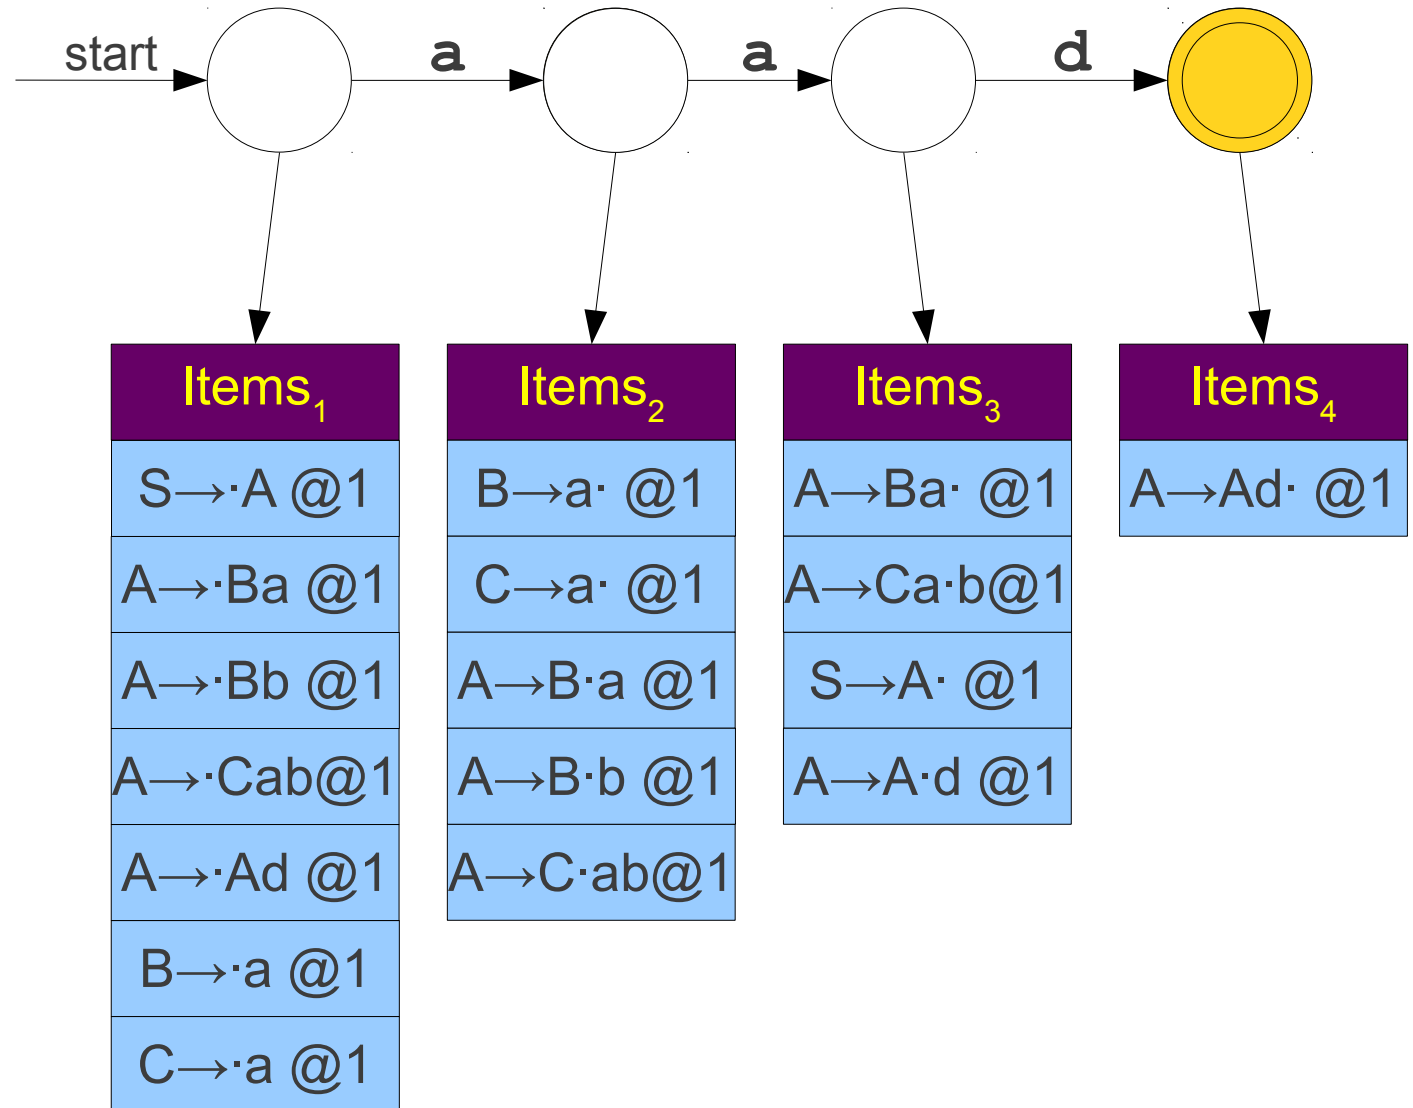 start
a
a
d
Items₁
S→·A @1
A→·Ba @1
A→·Bb @1
A→·Cab@1
A→·Ad @1
B→·a @1
C→·a @1
Items₂
B→a· @1
C→a· @1
A→B·a @1
A→B·b @1
A→C·ab@1
Items₃
A→Ba· @1
A→Ca·b@1
S→A· @1
A→A·d @1
Items₄
A→Ad· @1